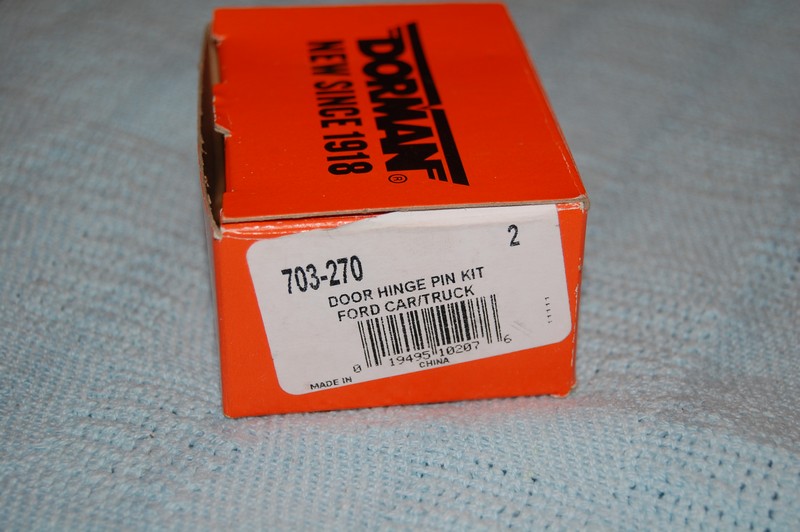 DORMAN®
NEW SINCE 1918
2
703-270
DOOR HINGE PIN KIT
FORD CAR/TRUCK
0 19495 10207 6
MADE IN CHINA
11111